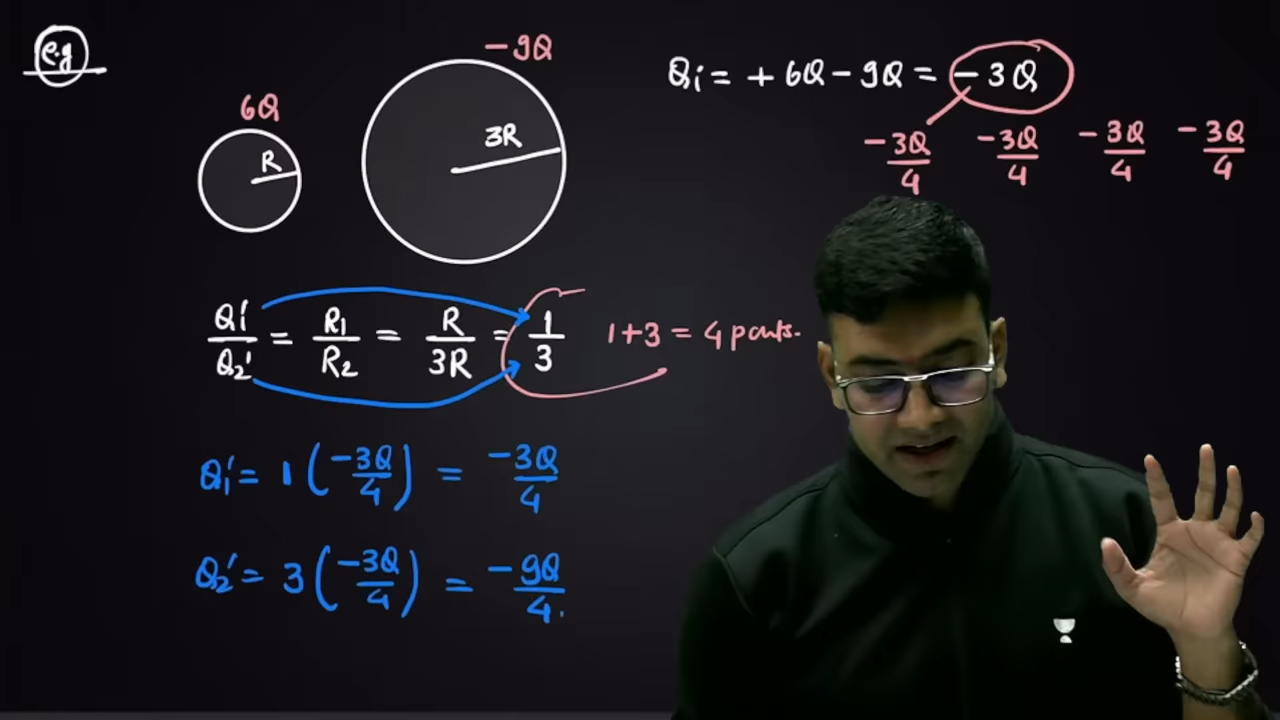 e.g
6Q
R
-9Q
3R
Qi = + 6Q - 9Q = -3Q
-3Q/4 -3Q/4 -3Q/4 -3Q/4
Q1'/Q2' = R1/R2 = R/3R = 1/3 1+3 = 4 parts.
Q1' = 1 (-3Q/4) = -3Q/4
Q2' = 3 (-3Q/4) = -9Q/4.